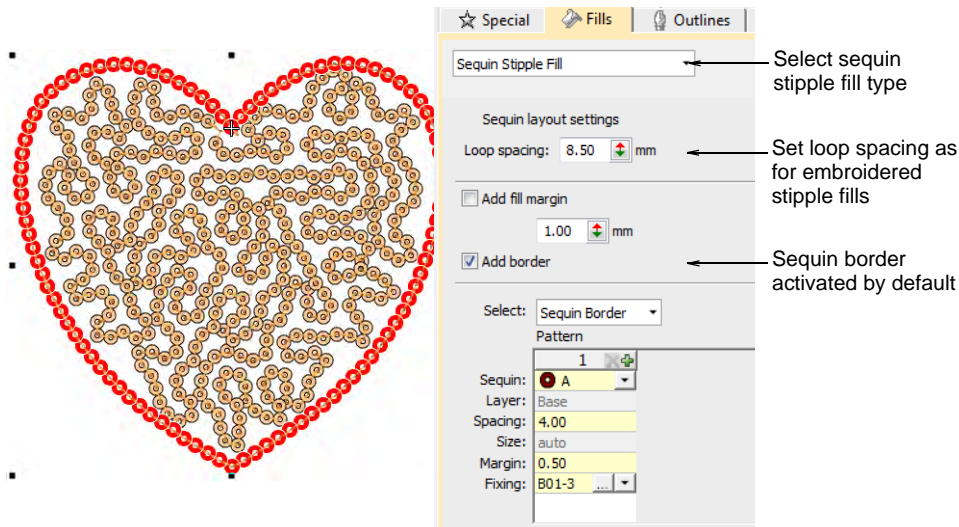 Special Fills Outlines
Sequin Stipple Fill
Select sequin
stipple fill type
Sequin layout settings
Loop spacing: 8.50 mm
Set loop spacing as
for embroidered
stipple fills
Add fill margin
1.00 mm
Add border
Sequin border
activated by default
Select: Sequin Border
Pattern
1
Sequin: A
Layer: Base
Spacing: 4.00
Size: auto
Margin: 0.50
Fixing: B01-3 ...